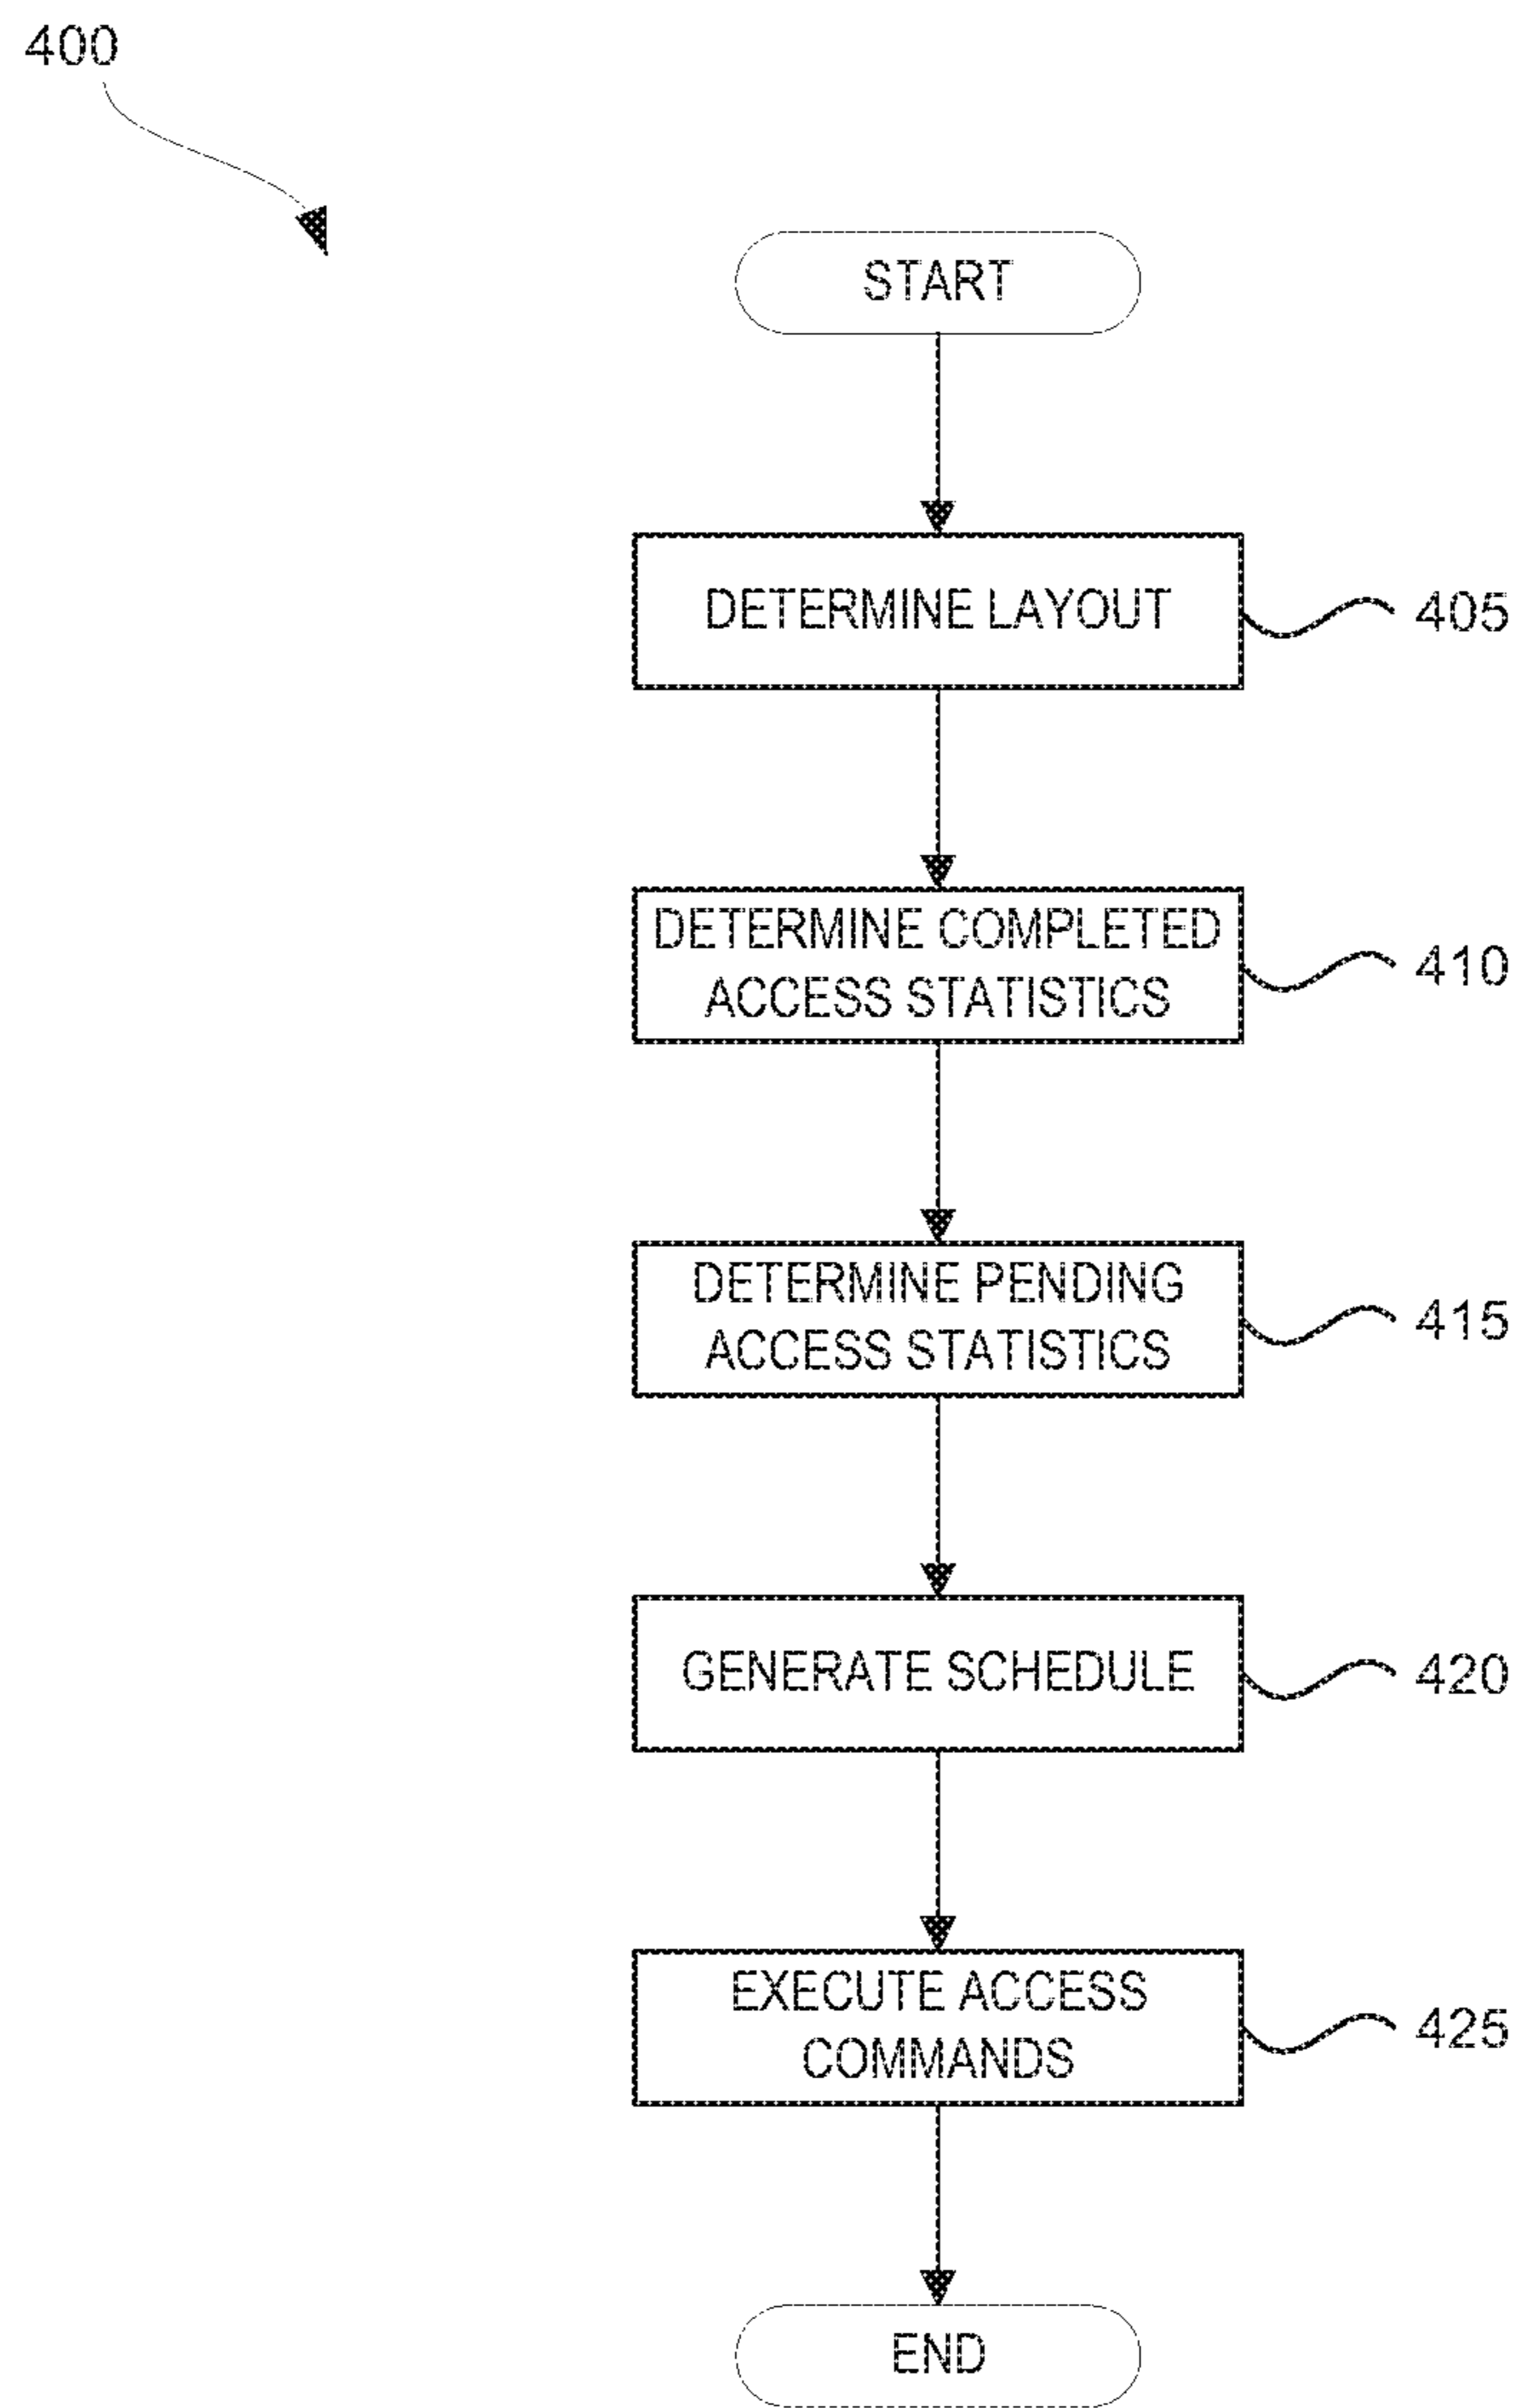 400
START
DETERMINE LAYOUT
405
DETERMINE COMPLETED
ACCESS STATISTICS
410
DETERMINE PENDING
ACCESS STATISTICS
415
GENERATE SCHEDULE
420
EXECUTE ACCESS
COMMANDS
425
END